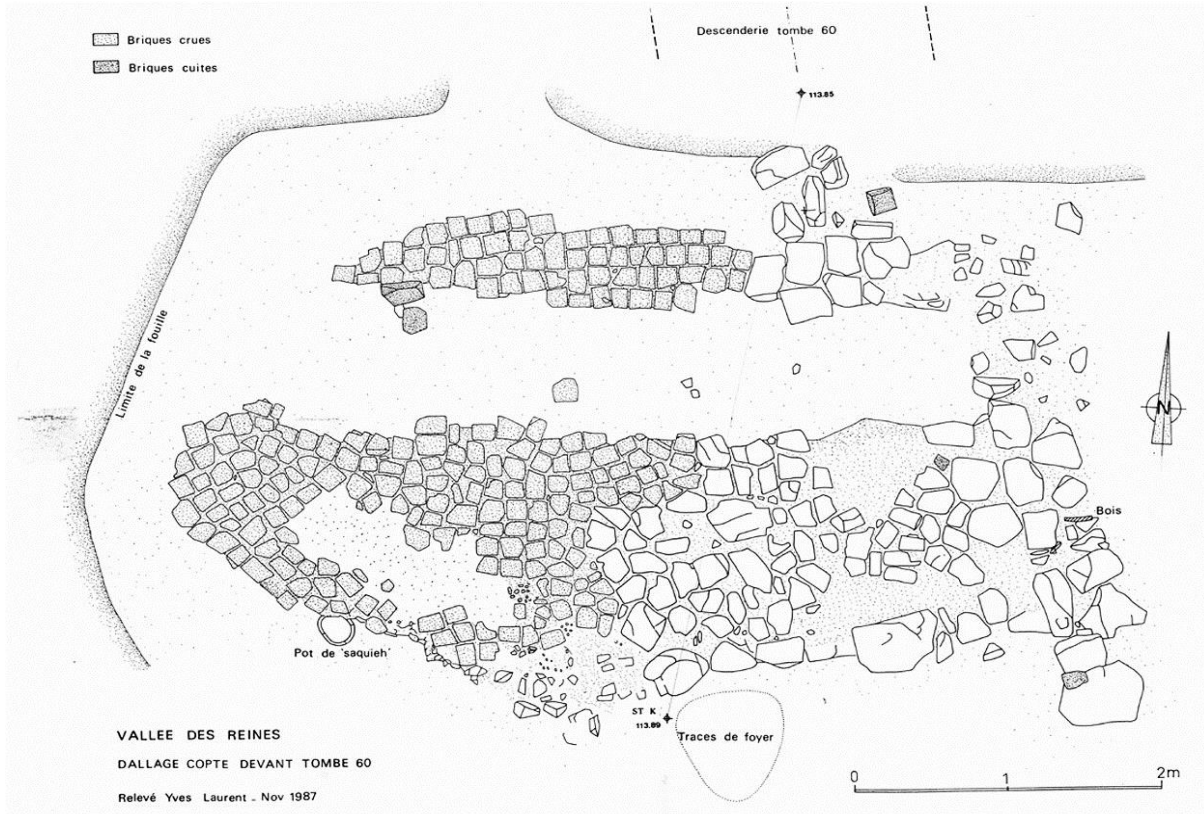 Briques crues
Briques cuites
Descenderie tombe 60
113.85
Limite de la fouille
N
Bois
Pot de 'saquieh'
ST K
113.89
Traces de foyer
VALLEE DES REINES
DALLAGE COPTE DEVANT TOMBE 60
Relevé Yves Laurent _ Nov 1987
0 1 2m